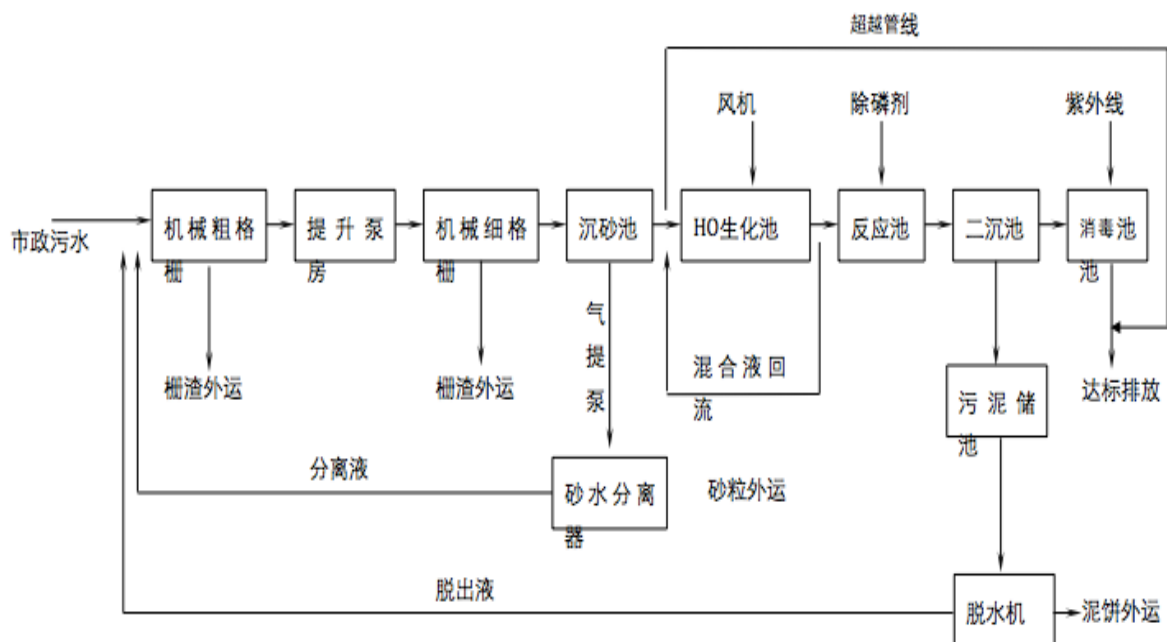 超越管线
风机
除磷剂
紫外线
市政污水
机械粗格
栅
提升泵
房
机械细格
栅
沉砂池
HO生化池
反应池
二沉池
消毒池
池
气
提
泵
混合液回
流
栅渣外运
栅渣外运
污泥储
池
达标排放
分离液
砂水分离
器
砂粒外运
脱出液
脱水机
泥饼外运